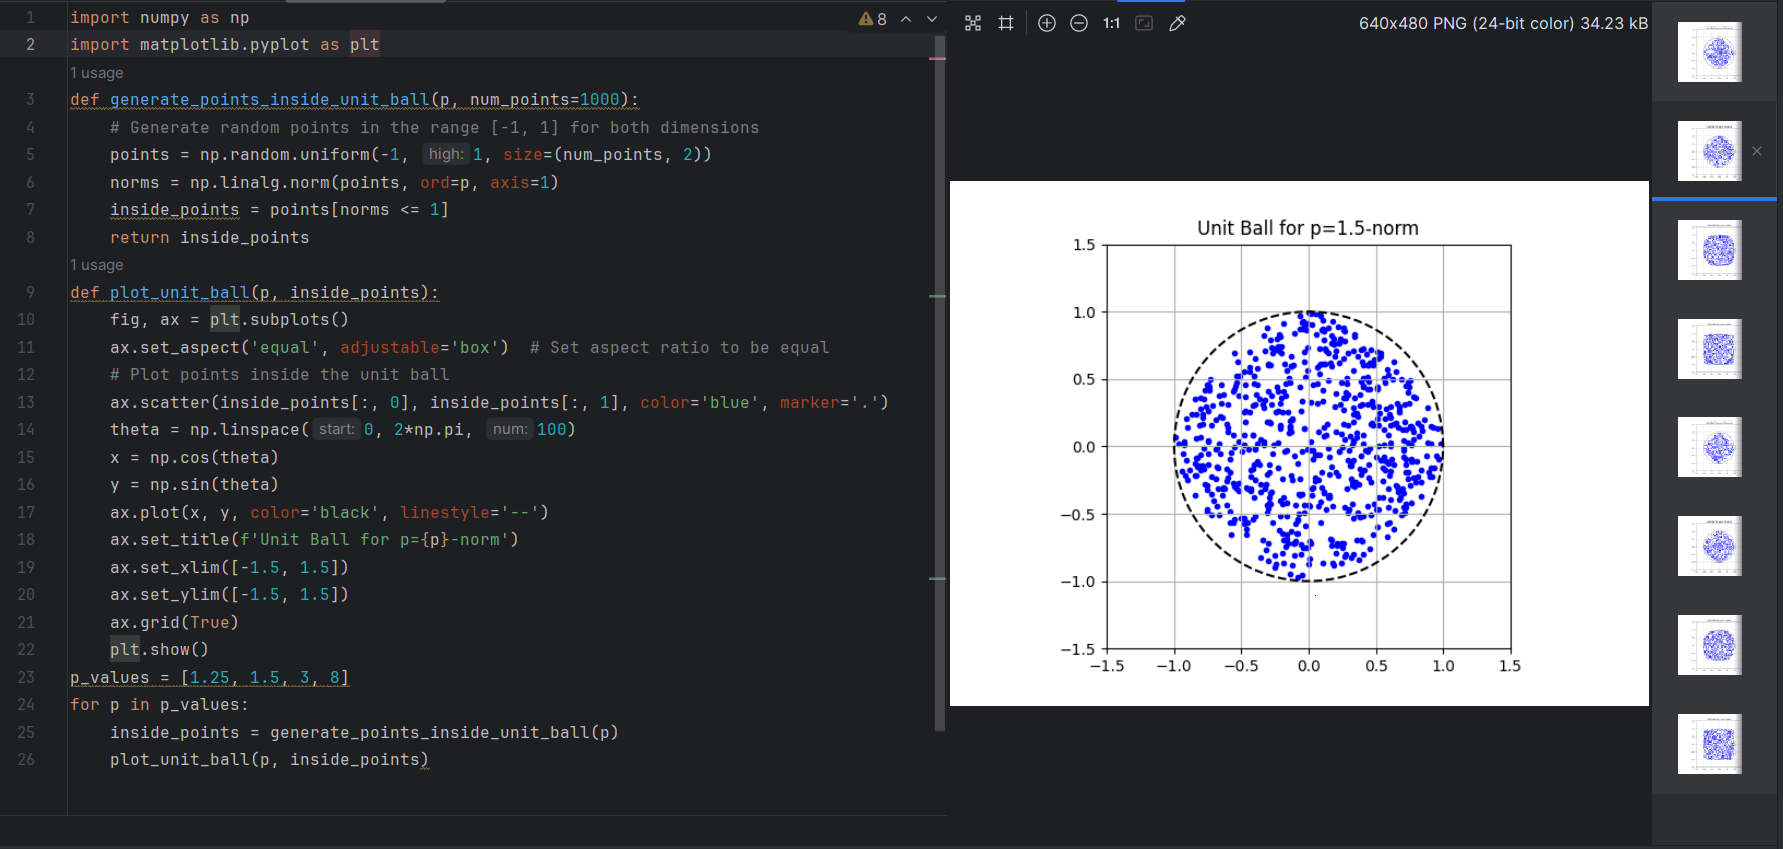 1 import numpy as np
2 import matplotlib.pyplot as plt
1 usage
3 def generate_points_inside_unit_ball(p, num_points=1000):
4 # Generate random points in the range [-1, 1] for both dimensions
5 points = np.random.uniform(-1, high: 1, size=(num_points, 2))
6 norms = np.linalg.norm(points, ord=p, axis=1)
7 inside_points = points[norms <= 1]
8 return inside_points
1 usage
9 def plot_unit_ball(p, inside_points):
10 fig, ax = plt.subplots()
11 ax.set_aspect('equal', adjustable='box')  # Set aspect ratio to be equal
12 # Plot points inside the unit ball
13 ax.scatter(inside_points[:, 0], inside_points[:, 1], color='blue', marker='.')
14 theta = np.linspace( start: 0, 2*np.pi, num: 100)
15 x = np.cos(theta)
16 y = np.sin(theta)
17 ax.plot(x, y, color='black', linestyle='--')
18 ax.set_title(f'Unit Ball for p={p}-norm')
19 ax.set_xlim([-1.5, 1.5])
20 ax.set_ylim([-1.5, 1.5])
21 ax.grid(True)
22 plt.show()
23 p_values = [1.25, 1.5, 3, 8]
24 for p in p_values:
25 inside_points = generate_points_inside_unit_ball(p)
26 plot_unit_ball(p, inside_points)
8
1:1
640x480 PNG (24-bit color) 34.23 kB
Unit Ball for p=1.5-norm
1.5
1.0
0.5
0.0
−0.5
−1.0
−1.5
−1.5 −1.0 −0.5 0.0 0.5 1.0 1.5